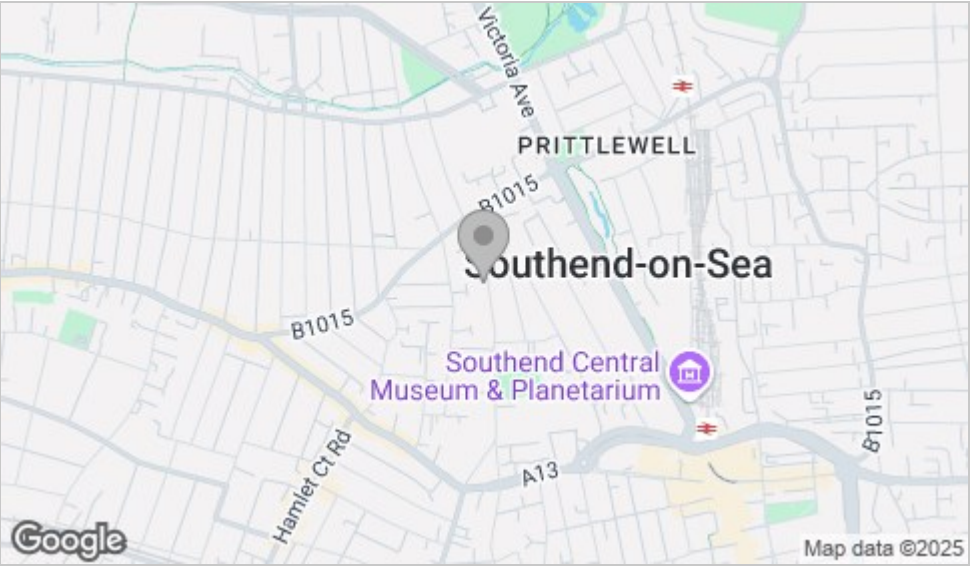 Victoria Ave
PRITTLEWELL
B1015
Southend-on-Sea
B1015
Southend Central
Museum & Planetarium
B1015
Hamlet Ct Rd
A13
Google
Map data ©2025